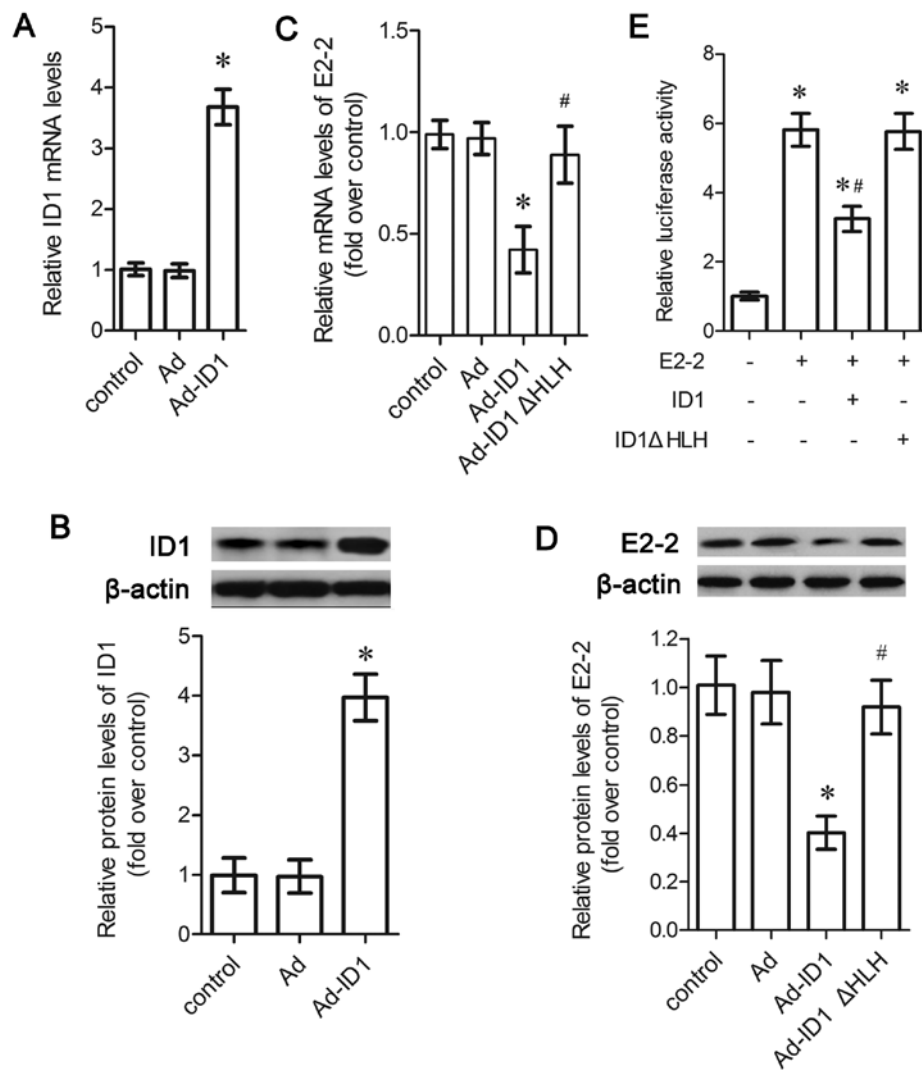 A
Relative ID1 mRNA levels
5
4
3
2
1
0
*
control
Ad
Ad-ID1
C
Relative mRNA levels of E2-2
(fold over control)
1.5
1.0
0.5
0.0
*
#
control
Ad
Ad-ID1
Ad-ID1 ΔHLH
E
Relative luciferase activity
8
6
4
2
0
*
*#
*
E2-2 - + + +
ID1 - - + -
ID1Δ HLH - - - +
B
ID1
β-actin
Relative protein levels of ID1
(fold over control)
5
4
3
2
1
0
*
control
Ad
Ad-ID1
D
E2-2
β-actin
Relative protein levels of E2-2
(fold over control)
1.2
1.0
0.8
0.6
0.4
0.2
0.0
*
#
control
Ad
Ad-ID1
Ad-ID1 ΔHLH